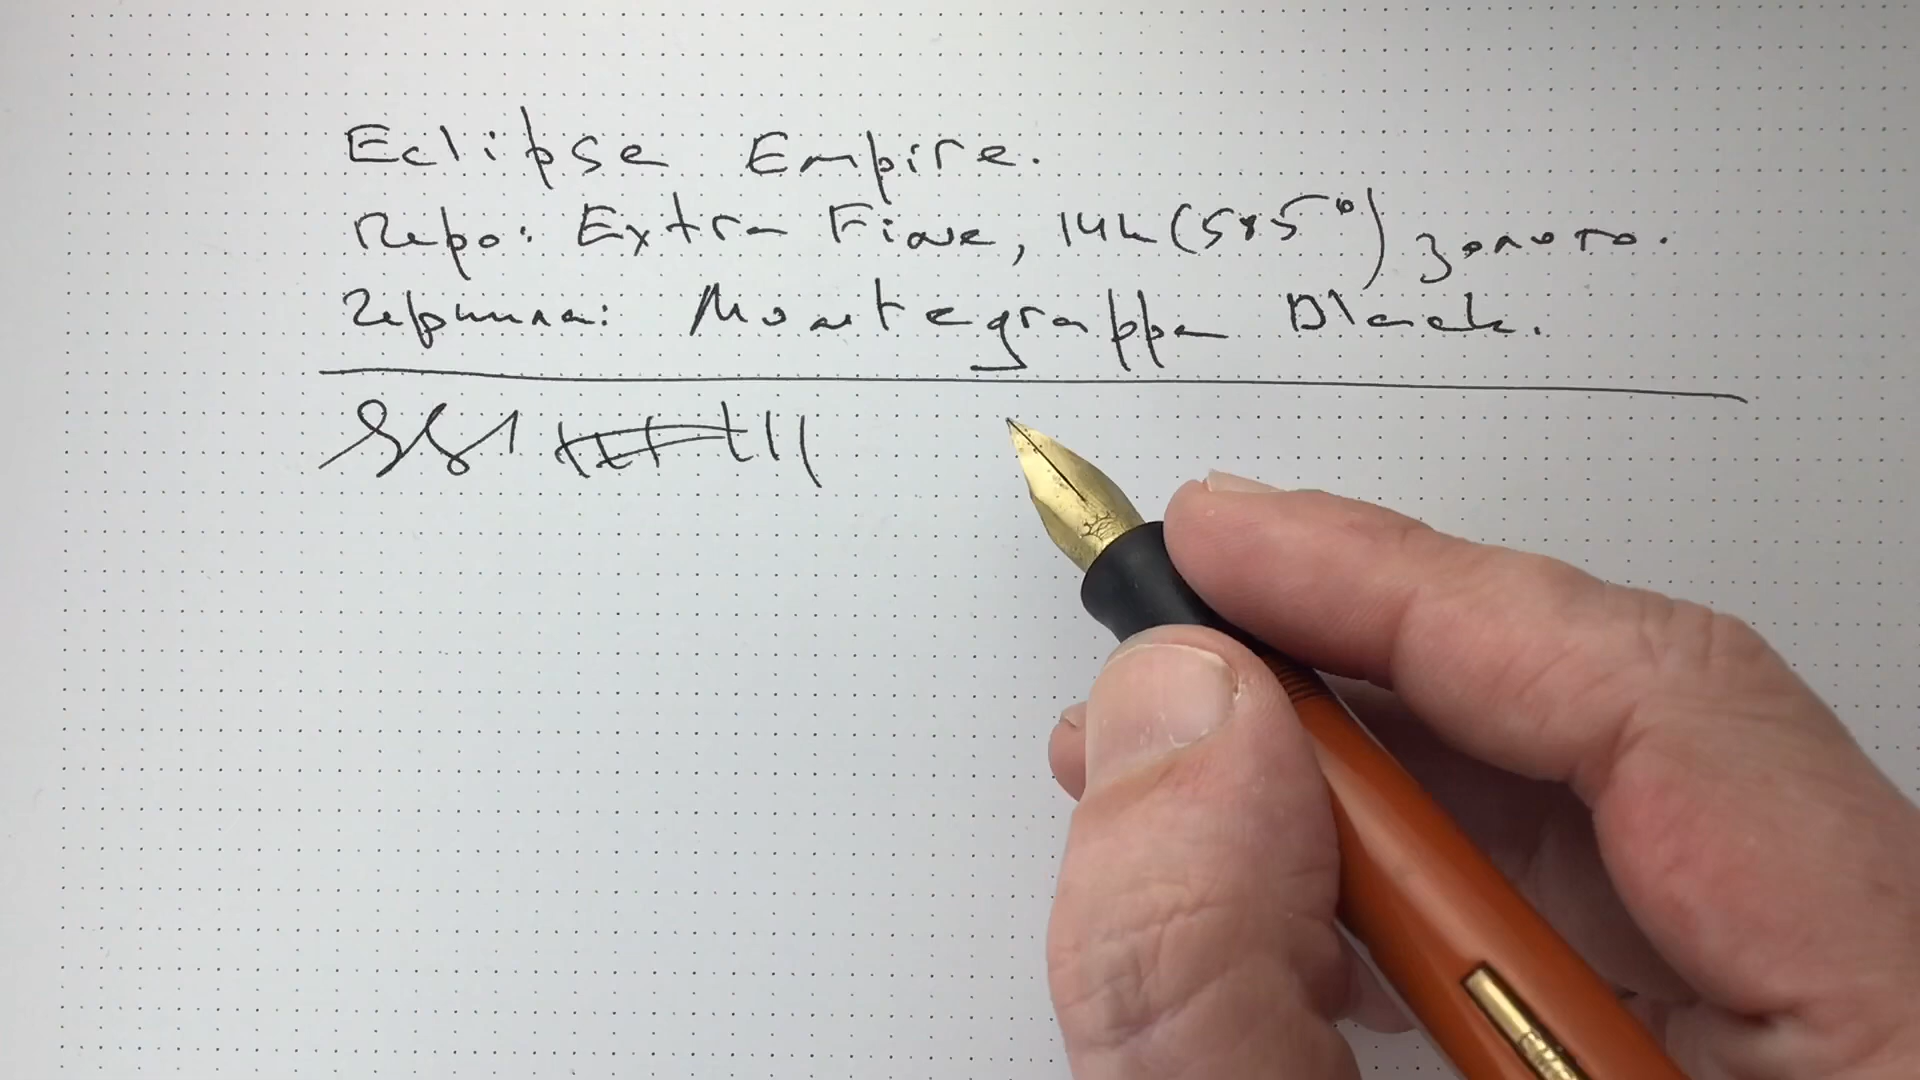 Eclipse Empire.
Перо: Extra Fine, 14k (585°) золото.
Чернила: Montegrappa Black.